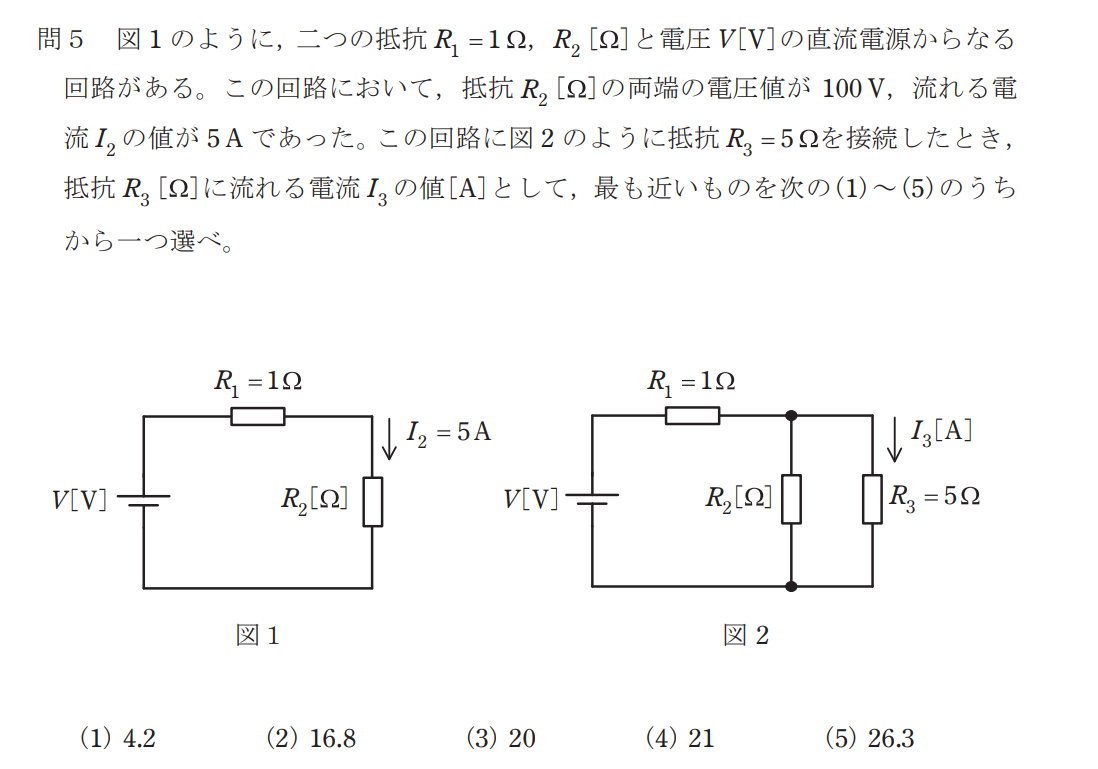 問5 図1のように，二つの抵抗 R₁ =1Ω，R₂ [Ω]と電圧 V[V]の直流電源からなる
回路がある。この回路において，抵抗 R₂ [Ω]の両端の電圧値が 100 V，流れる電
流 I₂ の値が 5 A であった。この回路に図 2 のように抵抗 R₃ =5Ωを接続したとき，
抵抗 R₃ [Ω]に流れる電流 I₃ の値[A]として，最も近いものを次の(1)～(5)のうち
から一つ選べ。
R₁ =1Ω
I₂ = 5 A
V[V]
R₂[Ω]
図 1
R₁ =1Ω
I₃[A]
V[V]
R₂[Ω]
R₃ =5Ω
図 2
(1) 4.2 (2) 16.8 (3) 20 (4) 21 (5) 26.3